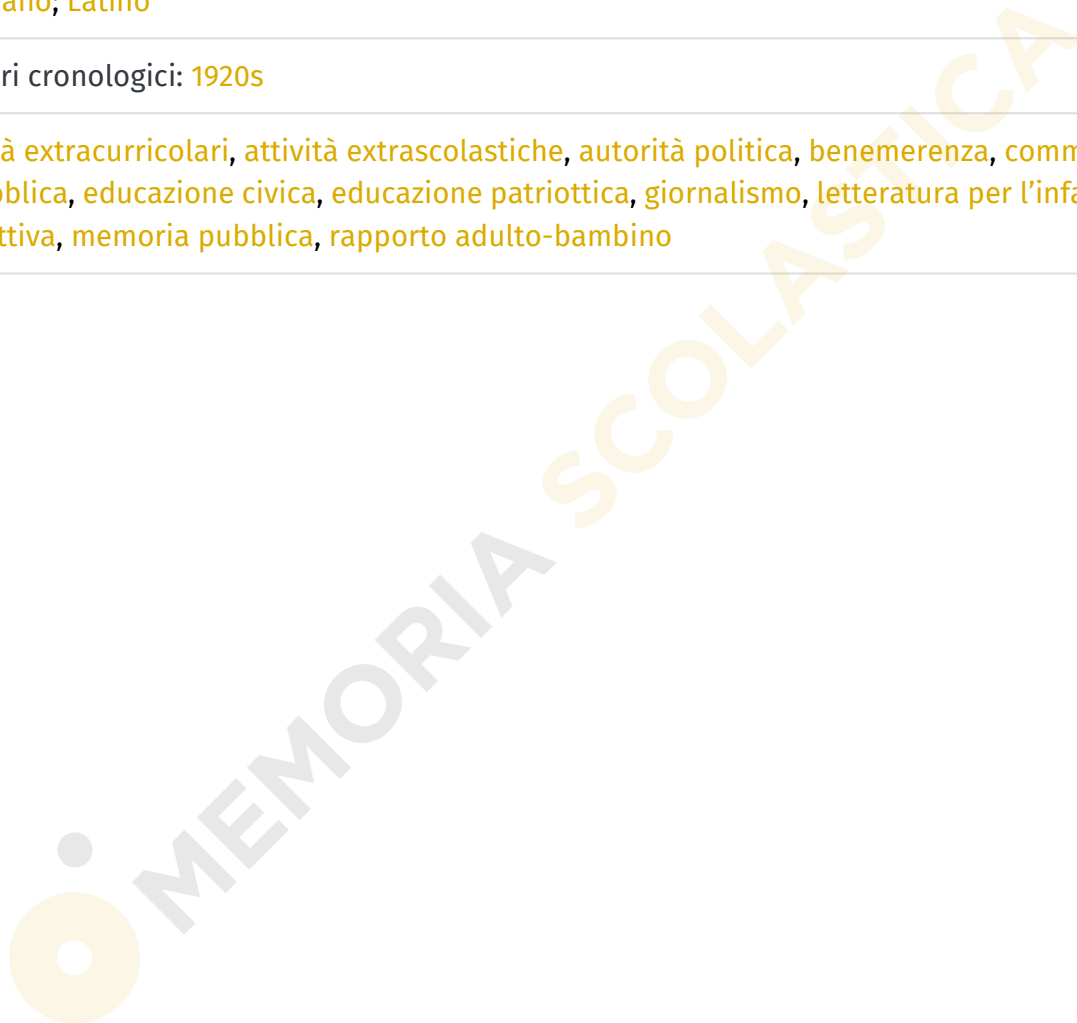 ano; Latino
ri cronologici: 1920s
à extracurricolari, attività extrascolastiche, autorità politica, benemerenza, comm
blica, educazione civica, educazione patriottica, giornalismo, letteratura per l'infa
ttiva, memoria pubblica, rapporto adulto-bambino
MEMORIA SCOLASTICA